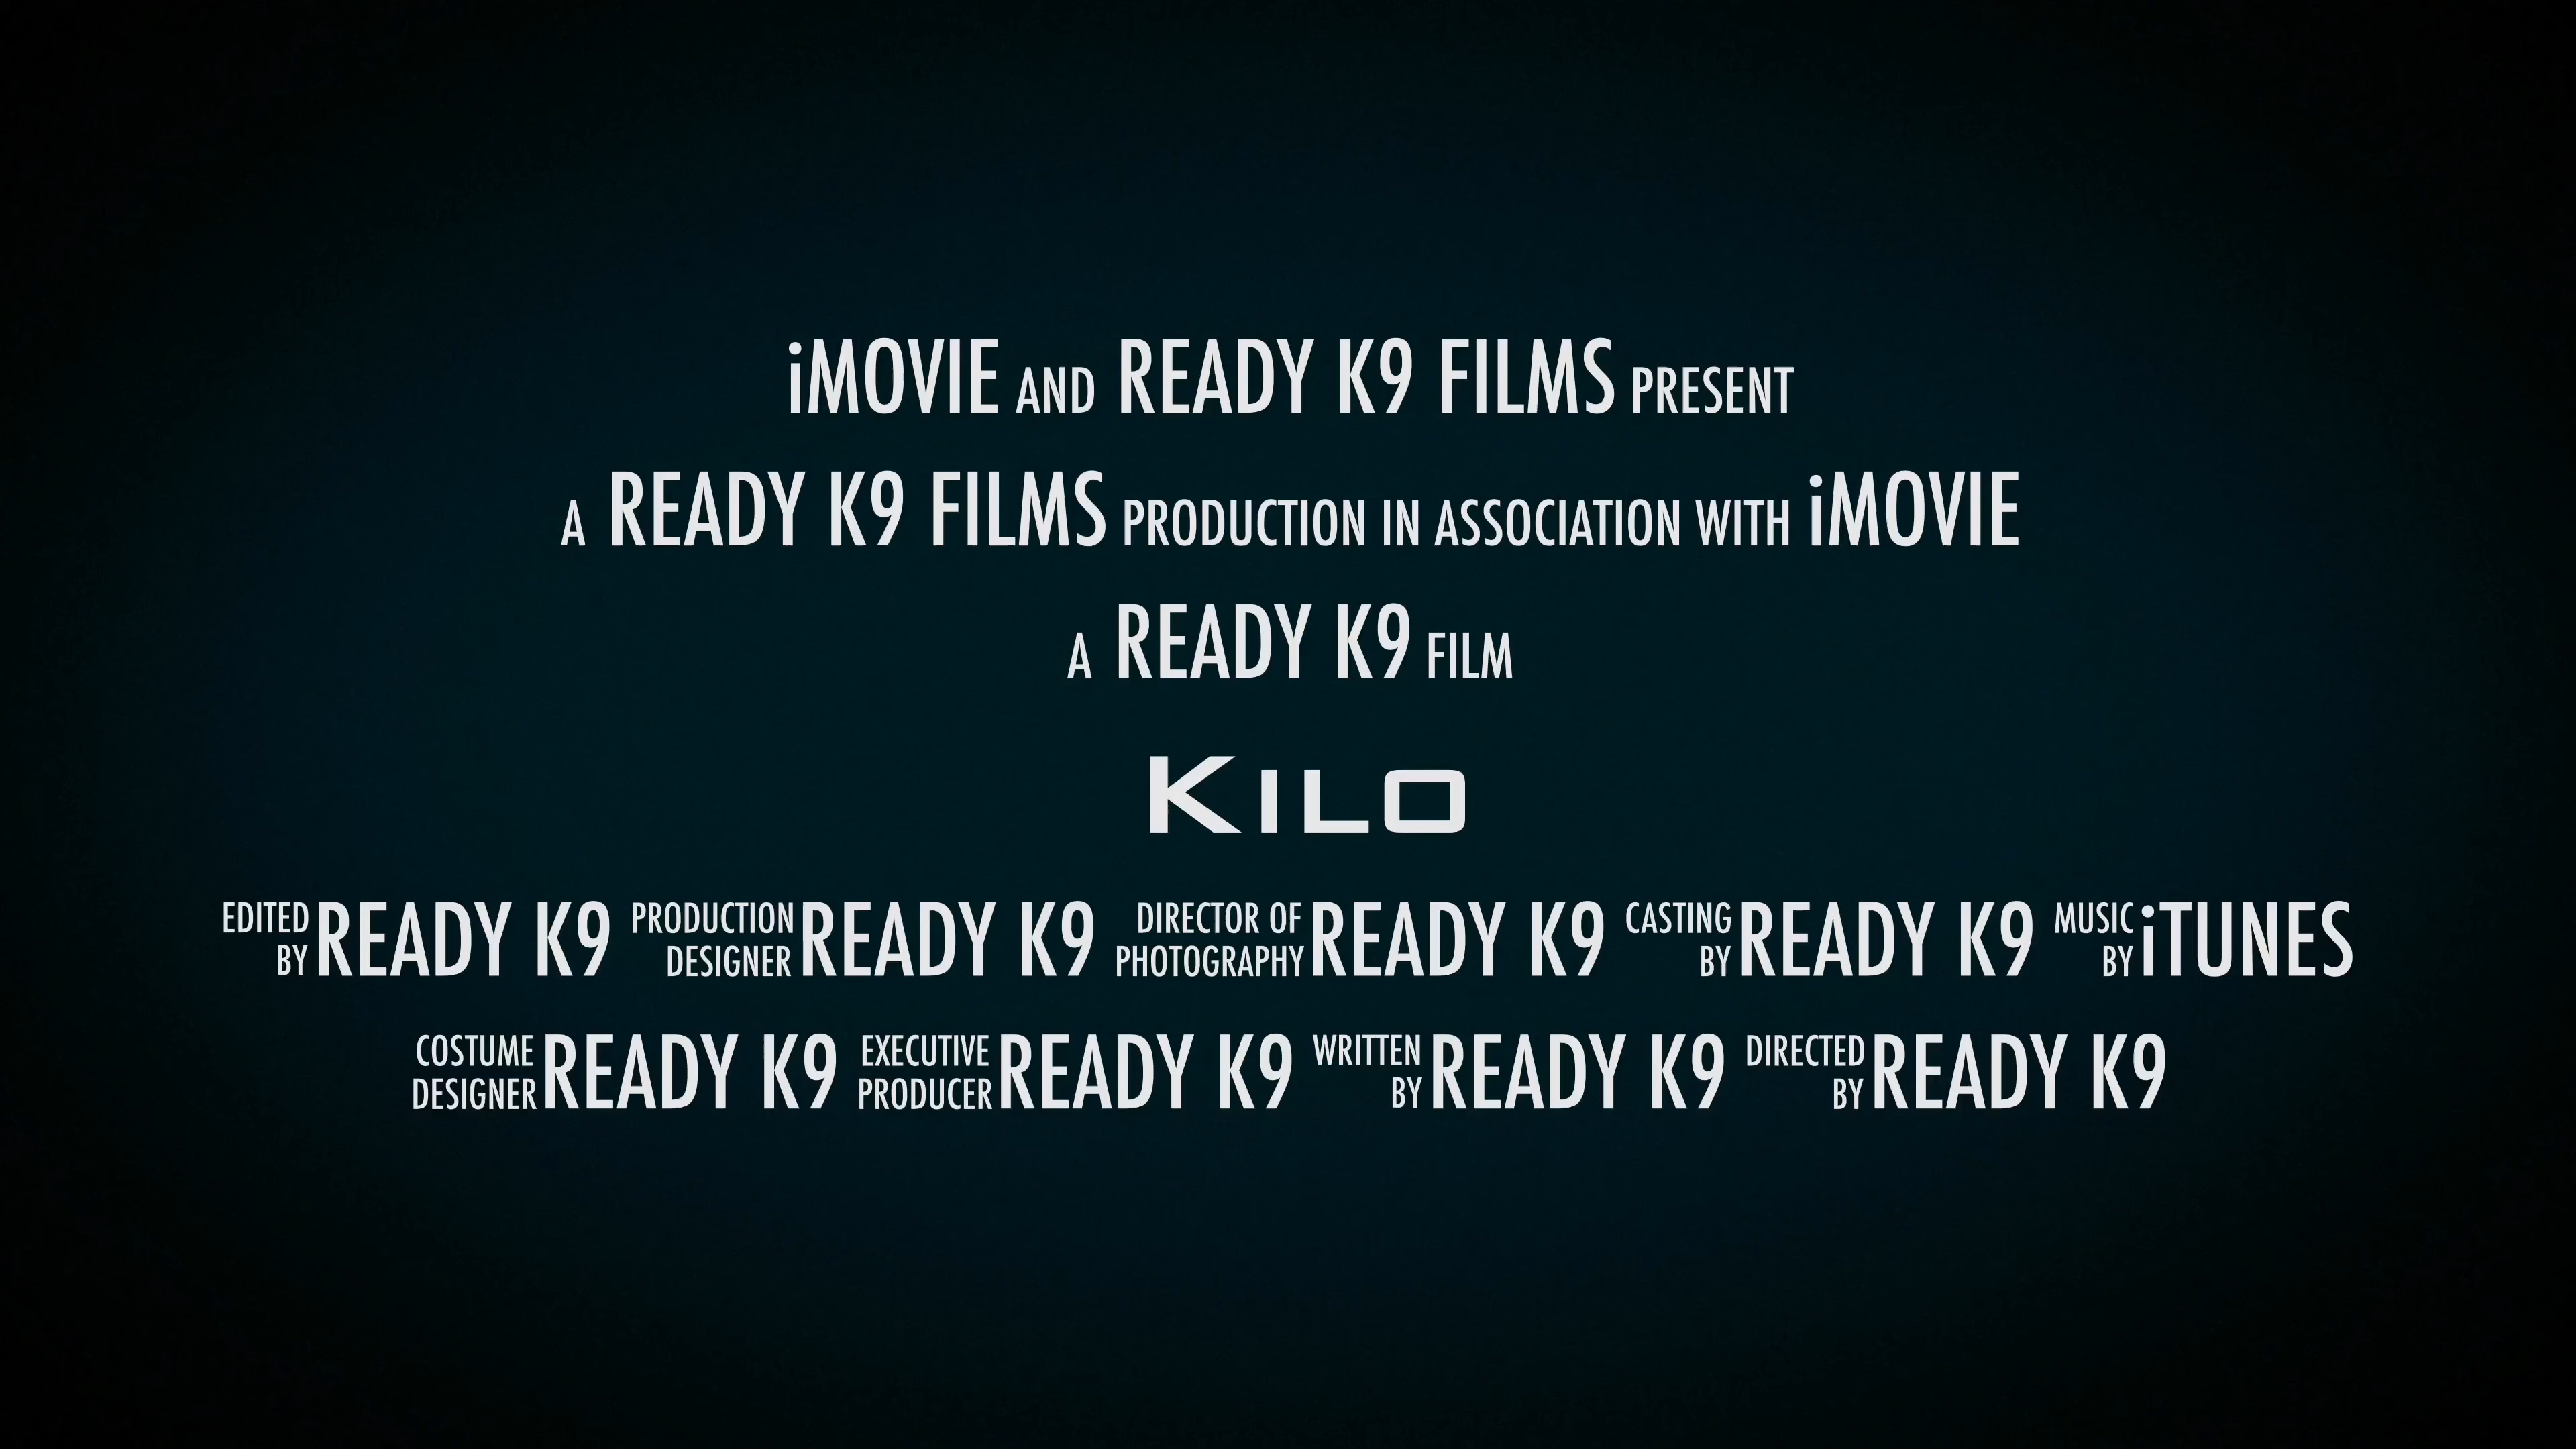 iMOVIE AND READY K9 FILMS PRESENT
A READY K9 FILMS PRODUCTION IN ASSOCIATION WITH iMOVIE
A READY K9 FILM
KILO
EDITED BY READY K9 PRODUCTION DESIGNER READY K9 DIRECTOR OF PHOTOGRAPHY READY K9 CASTING BY READY K9 MUSIC BY iTUNES
COSTUME DESIGNER READY K9 EXECUTIVE PRODUCER READY K9 WRITTEN BY READY K9 DIRECTED BY READY K9